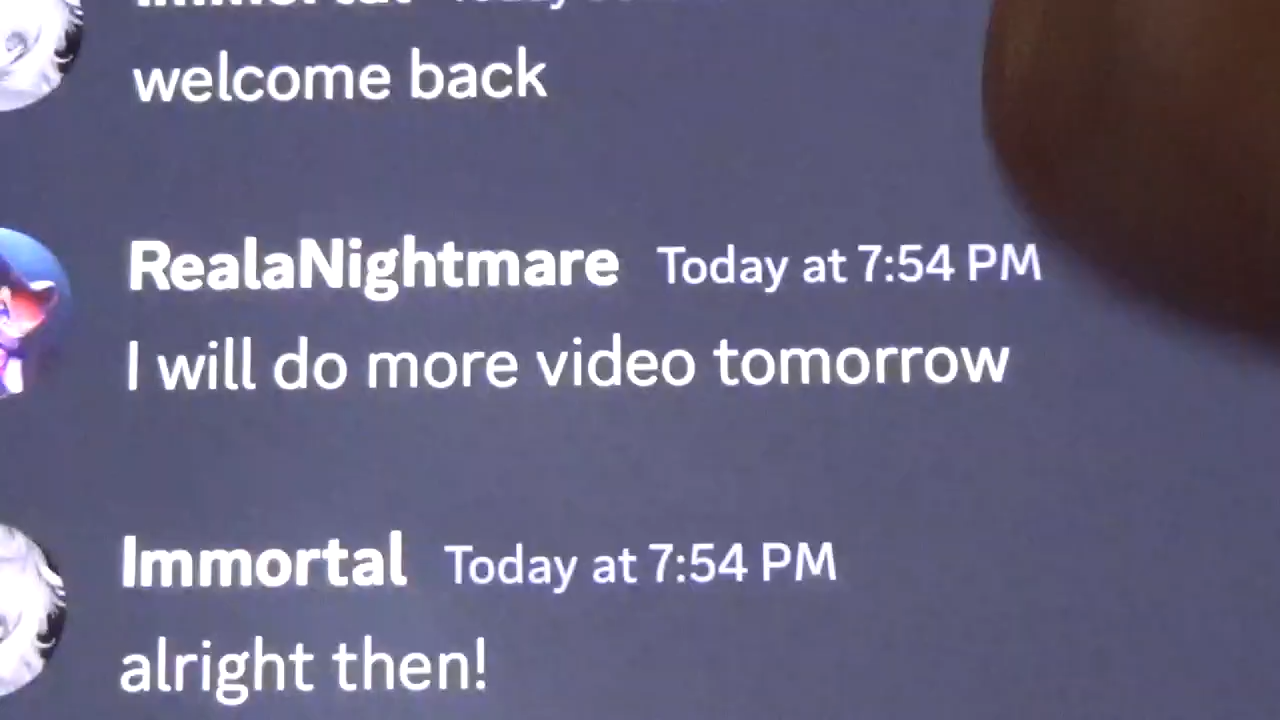 Immortal
welcome back
RealaNightmare Today at 7:54 PM
I will do more video tomorrow
Immortal Today at 7:54 PM
alright then!